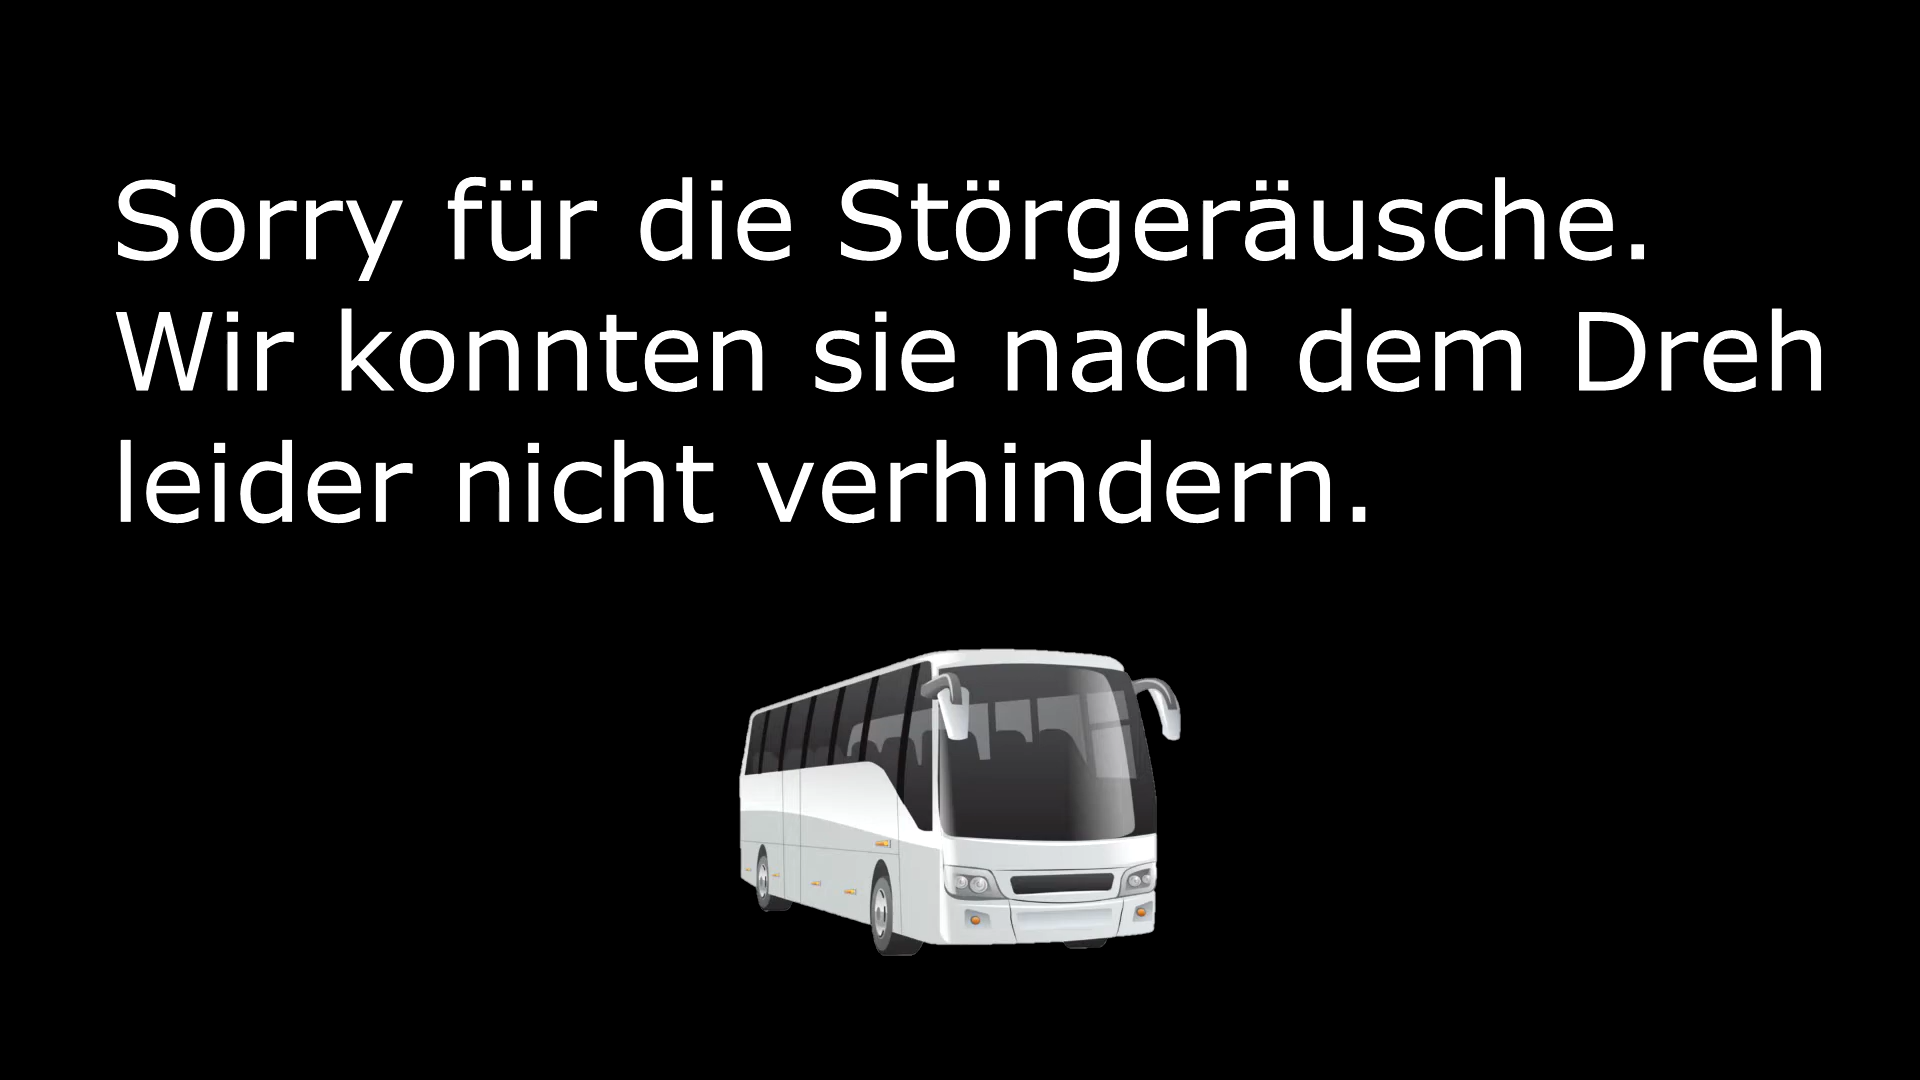 Sorry für die Störgeräusche.
Wir konnten sie nach dem Dreh
leider nicht verhindern.